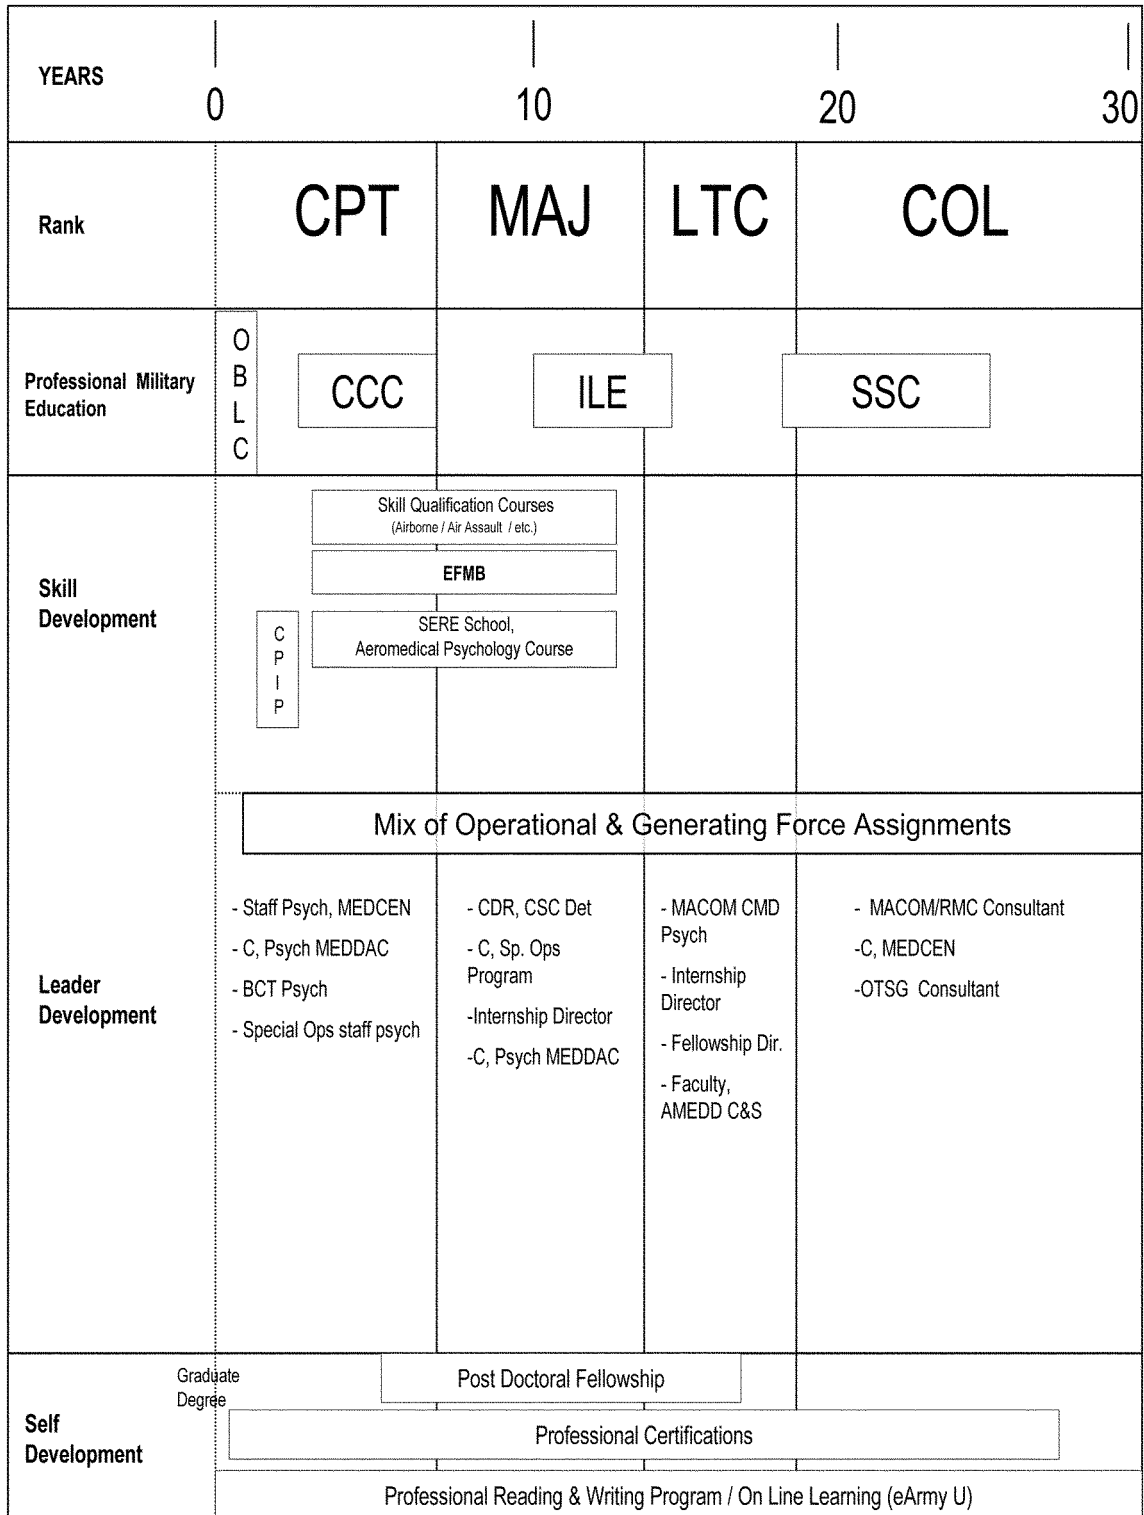 YEARS
0 10 20 30
Rank
CPT MAJ LTC COL
Professional Military
Education
O
B
L
C
CCC ILE SSC
Skill
Development
Skill Qualification Courses
(Airborne / Air Assault / etc.)
EFMB
SERE School,
Aeromedical Psychology Course
C
P
I
P
Mix of Operational & Generating Force Assignments
Leader
Development
- Staff Psych, MEDCEN
- C, Psych MEDDAC
- BCT Psych
- Special Ops staff psych
- CDR, CSC Det
- C, Sp. Ops
Program
-Internship Director
-C, Psych MEDDAC
- MACOM CMD
Psych
- Internship
Director
- Fellowship Dir.
- Faculty,
AMEDD C&S
- MACOM/RMC Consultant
-C, MEDCEN
-OTSG Consultant
Self
Development
Graduate
Degree
Post Doctoral Fellowship
Professional Certifications
Professional Reading & Writing Program / On Line Learning (eArmy U)